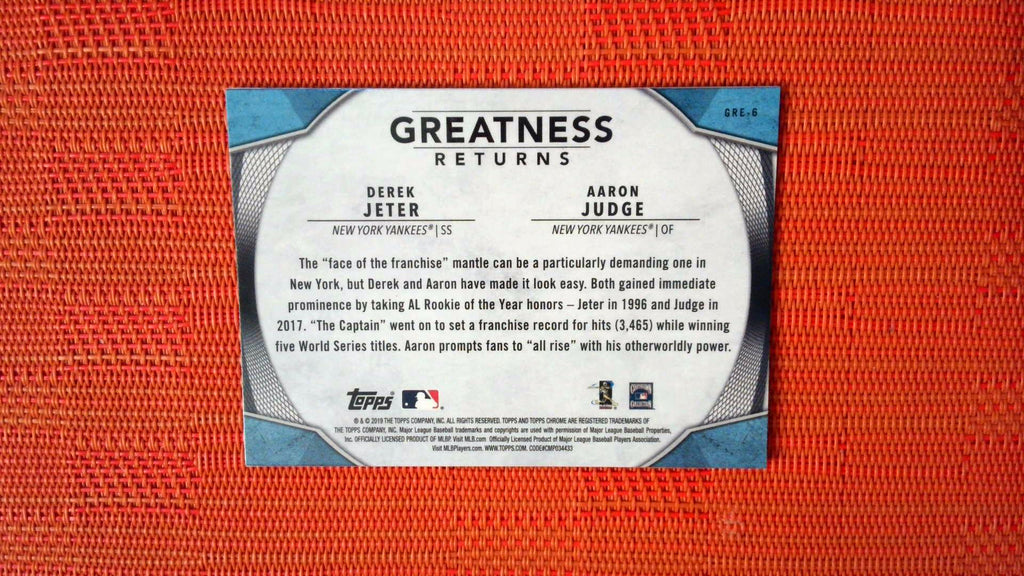 GRE-6
GREATNESS
RETURNS
DEREK
JETER
NEW YORK YANKEES® | SS
AARON
JUDGE
NEW YORK YANKEES® | OF
The “face of the franchise” mantle can be a particularly demanding one in
New York, but Derek and Aaron have made it look easy. Both gained immediate
prominence by taking AL Rookie of the Year honors – Jeter in 1996 and Judge in
2017. “The Captain” went on to set a franchise record for hits (3,465) while winning
five World Series titles. Aaron prompts fans to “all rise” with his otherworldly power.
Topps®
® & © 2019 THE TOPPS COMPANY, INC. ALL RIGHTS RESERVED. TOPPS AND TOPPS CHROME ARE REGISTERED TRADEMARKS OF
THE TOPPS COMPANY, INC. Major League Baseball trademarks and copyrights are used with permission of Major League Baseball Properties,
Inc. OFFICIALLY LICENSED PRODUCT OF MLBP. Visit MLB.com Officially Licensed Product of Major League Baseball Players Association.
Visit MLBPlayers.com. WWW.TOPPS.COM. CODE#CMP034433